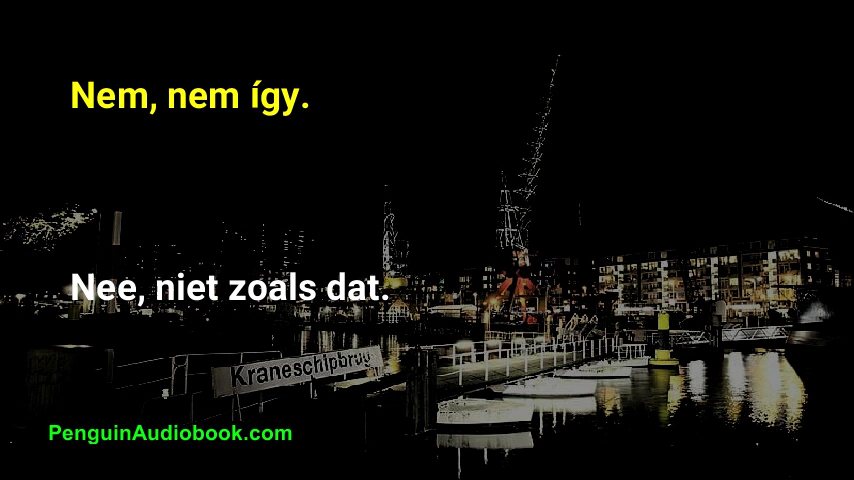 Nem, nem így.
Nee, niet zoals dat.
Kraneschipbrug
PenguinAudiobook.com